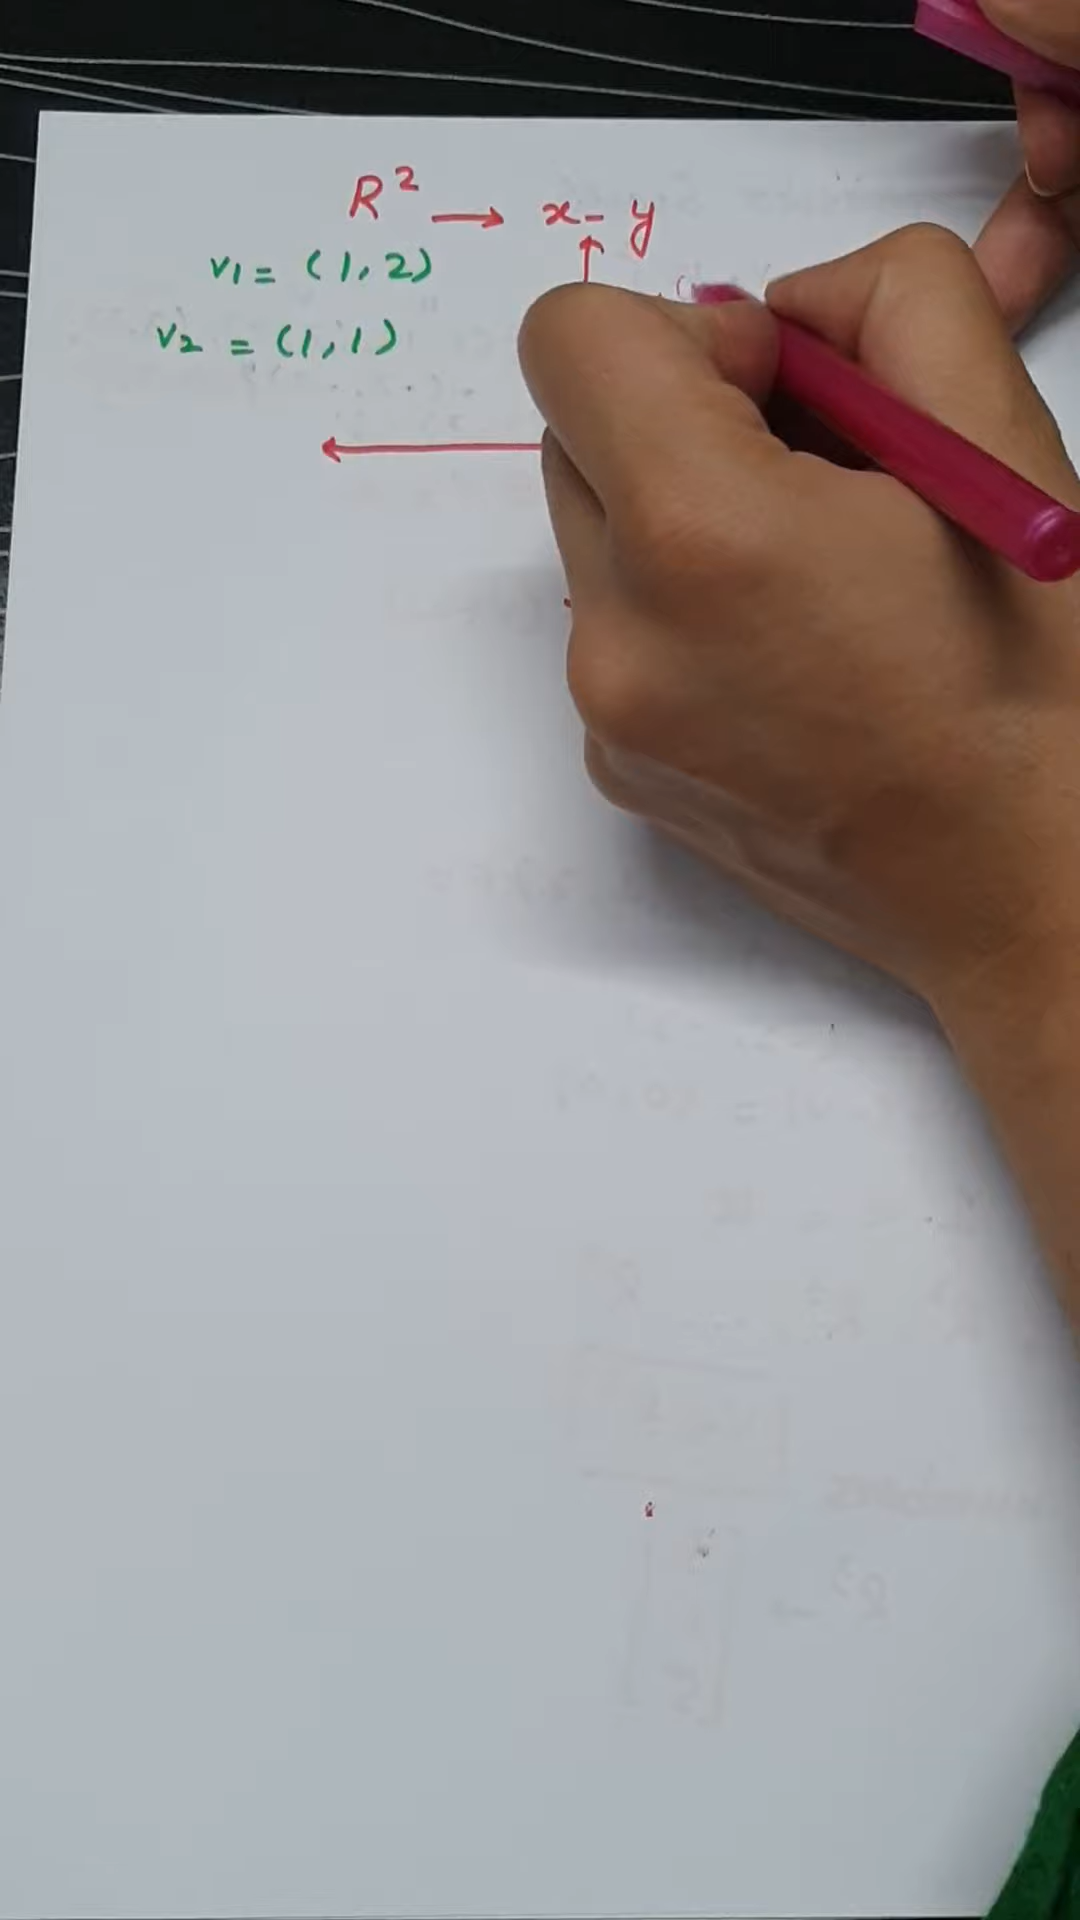 R² → x - y
v1 = (1, 2)
v2 = (1, 1)